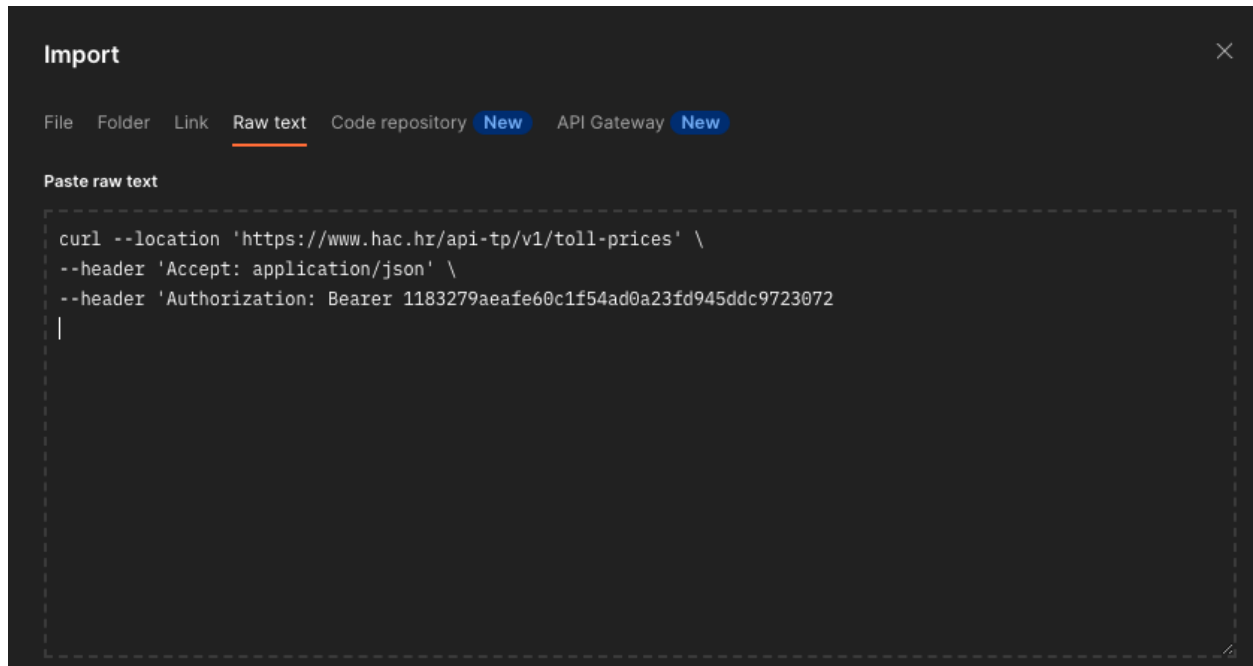 Import
File Folder Link Raw text Code repository New API Gateway New
Paste raw text
curl --location 'https://www.hac.hr/api-tp/v1/toll-prices' \
--header 'Accept: application/json' \
--header 'Authorization: Bearer 1183279aeafe60c1f54ad0a23fd945ddc9723072